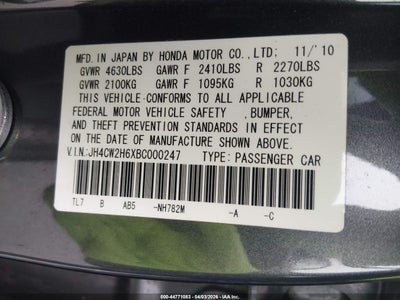 MFD. IN JAPAN BY HONDA MOTOR CO., LTD. 11/'10
GVWR 4630LBS GAWR F 2410LBS R 2270LBS
GVWR 2100KG GAWR F 1095KG R 1030KG
THIS VEHICLE CONFORMS TO ALL APPLICABLE
FEDERAL MOTOR VEHICLE SAFETY ,BUMPER,
AND THEFT PREVENTION STANDARDS IN EFFECT
ON THE DATE OF MANUFACTURE SHOWN ABOVE.
V.I.N:JH4CW2H6XBC000247 TYPE: PASSENGER CAR
TL7 B AB5 -NH782M -A -C
000-44771083 - 04/03/2026 - IAA Inc.